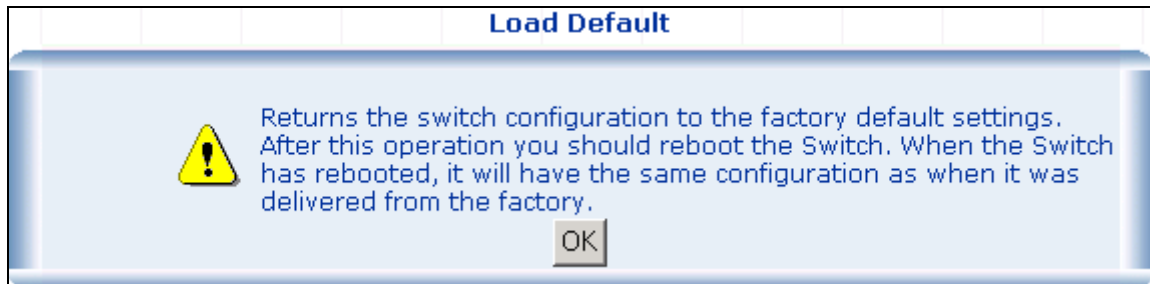 Load Default
Returns the switch configuration to the factory default settings.
After this operation you should reboot the Switch. When the Switch
has rebooted, it will have the same configuration as when it was
delivered from the factory.
OK